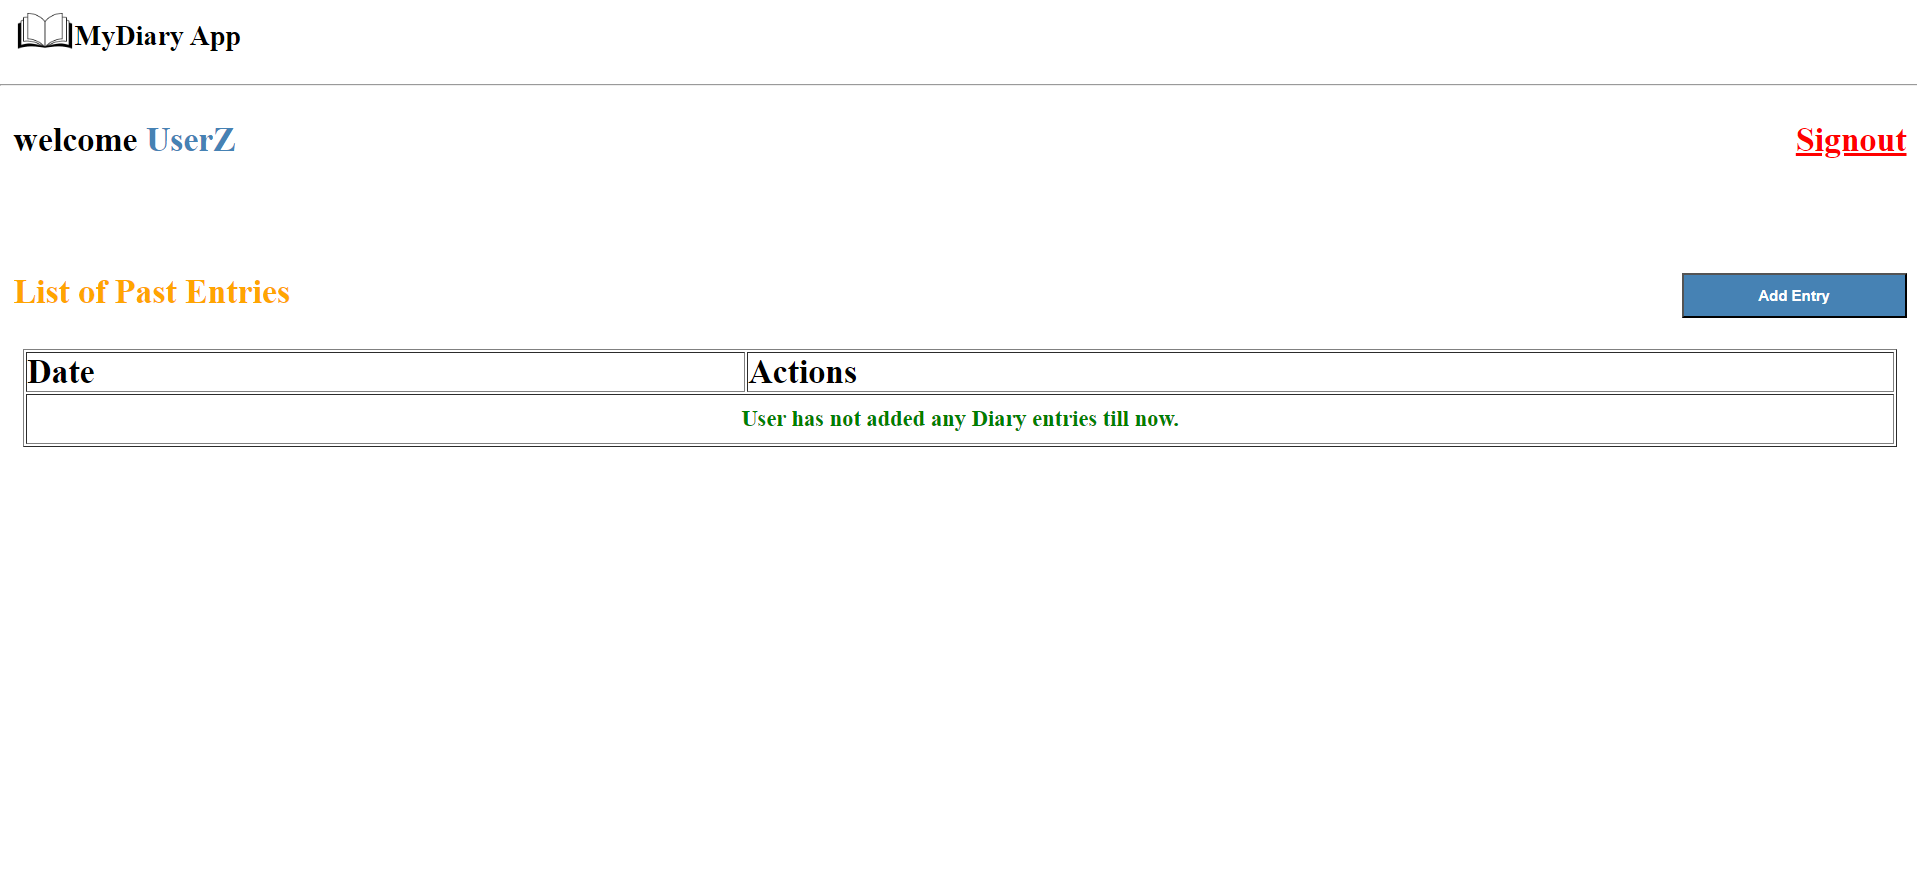 MyDiary App
welcome UserZ
Signout
List of Past Entries
Add Entry
Date
Actions
User has not added any Diary entries till now.